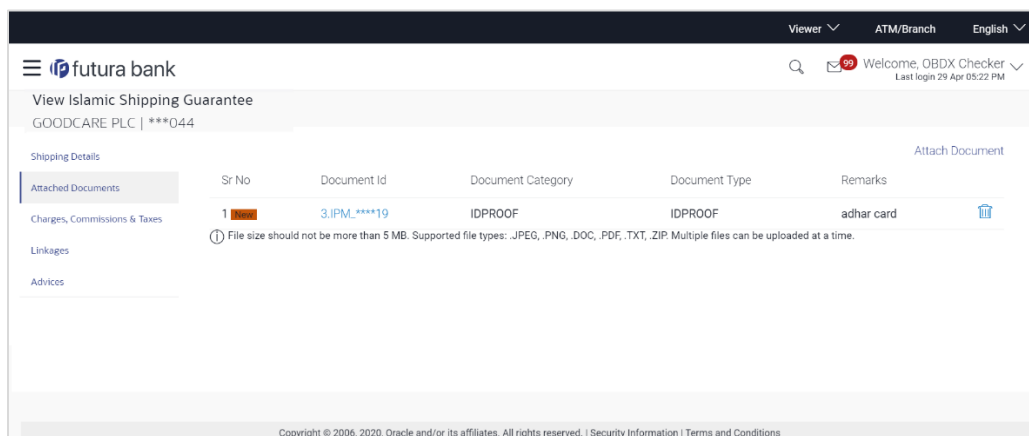 Viewer ATM/Branch English
futura bank
99
Welcome, OBDX Checker
Last login 29 Apr 05:22 PM
View Islamic Shipping Guarantee
GOODCARE PLC | ***044
Shipping Details
Attached Documents
Charges, Commissions & Taxes
Linkages
Advices
Attach Document
Sr No Document Id Document Category Document Type Remarks
1 New 3.IPM_****19 IDPROOF IDPROOF adhar card
File size should not be more than 5 MB. Supported file types: .JPEG, .PNG, .DOC, .PDF, .TXT, .ZIP. Multiple files can be uploaded at a time.
Copyright © 2006, 2020, Oracle and/or its affiliates. All rights reserved. | Security Information | Terms and Conditions